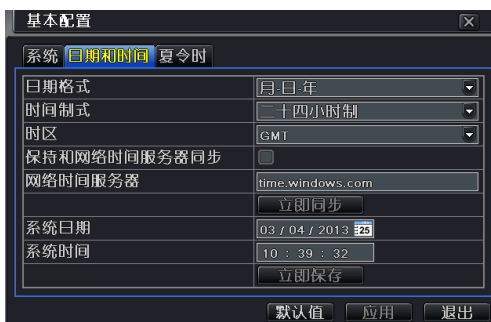 基本配置
系统 日期和时间 夏令时
日期格式 月-日-年
时间制式 二十四小时制
时区 GMT
保持和网络时间服务器同步
网络时间服务器 time.windows.com
立即同步
系统日期 03 / 04 / 2013 25
系统时间 10 : 39 : 32
立即保存
默认值 应用 退出